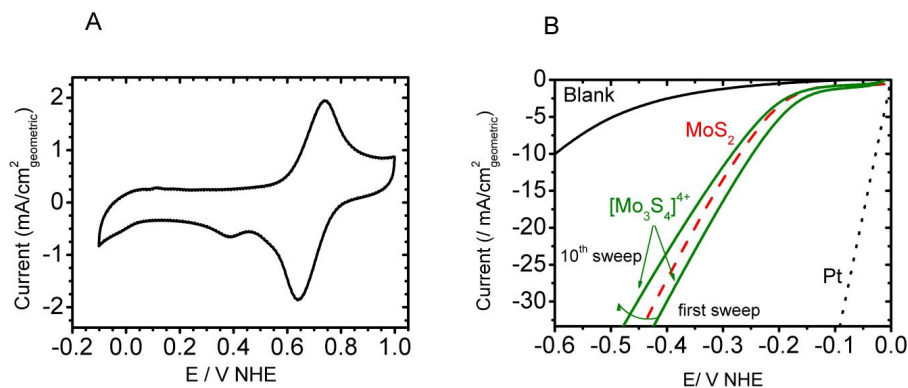 A
B
Current (mA/cm²geometric)
2
1
0
-1
-2
-0.2 0.0 0.2 0.4 0.6 0.8 1.0
E / V NHE
Current (/ mA/cm²geometric)
0
-5
-10
-15
-20
-25
-30
Blank
MoS₂
[Mo₃S₄]⁴⁺
10th sweep
first sweep
Pt
-0.6 -0.5 -0.4 -0.3 -0.2 -0.1 0.0
E/ V NHE